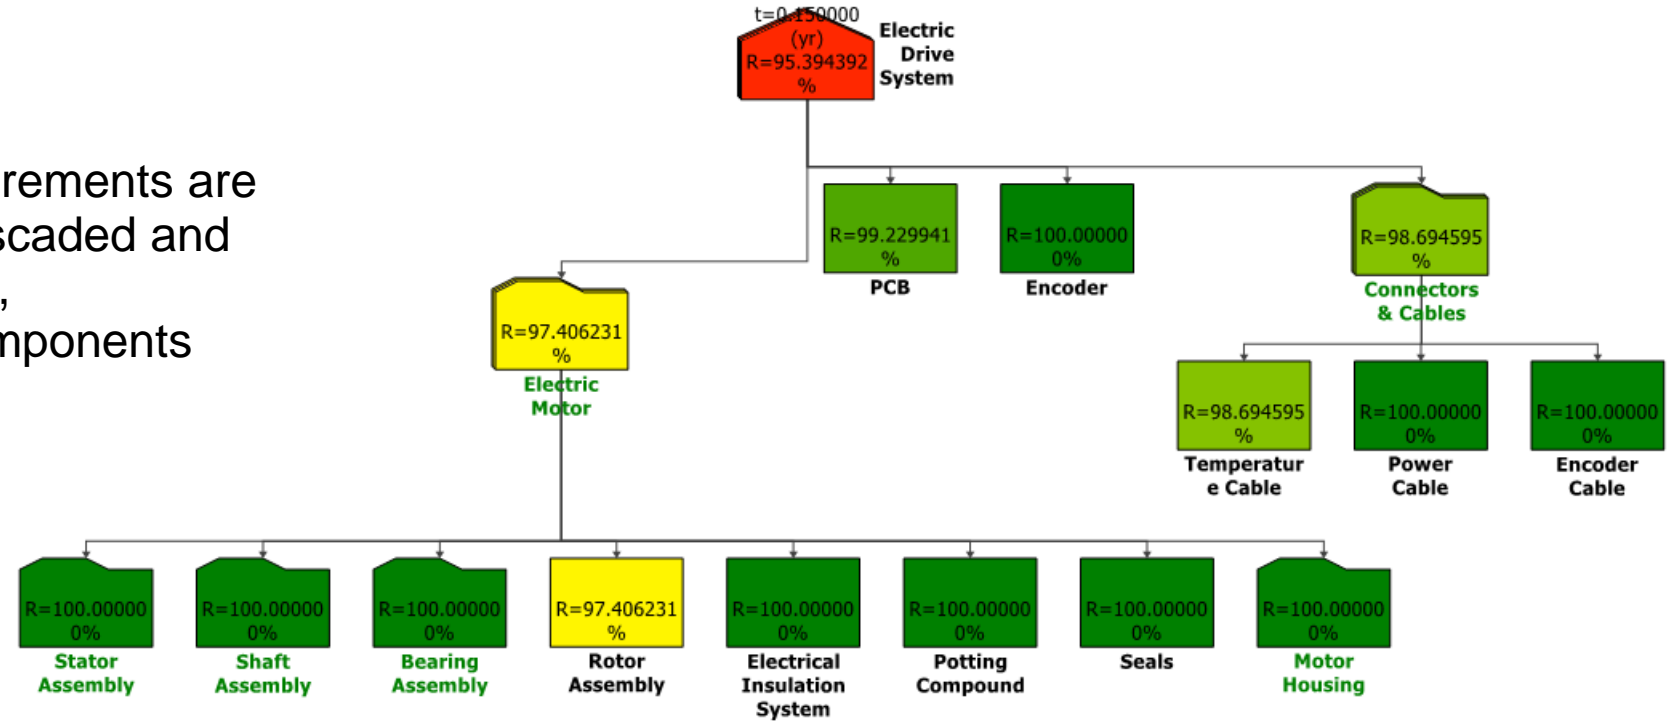 t=0.150000
(yr)
R=95.394392
%
Electric
Drive
System
rements are
scaded and
,
mponents
R=99.229941
%
PCB
R=100.00000
0%
Encoder
R=98.694595
%
Connectors
& Cables
R=97.406231
%
Electric
Motor
R=98.694595
%
Temperatur
e Cable
R=100.00000
0%
Power
Cable
R=100.00000
0%
Encoder
Cable
R=100.00000
0%
Stator
Assembly
R=100.00000
0%
Shaft
Assembly
R=100.00000
0%
Bearing
Assembly
R=97.406231
%
Rotor
Assembly
R=100.00000
0%
Electrical
Insulation
System
R=100.00000
0%
Potting
Compound
R=100.00000
0%
Seals
R=100.00000
0%
Motor
Housing